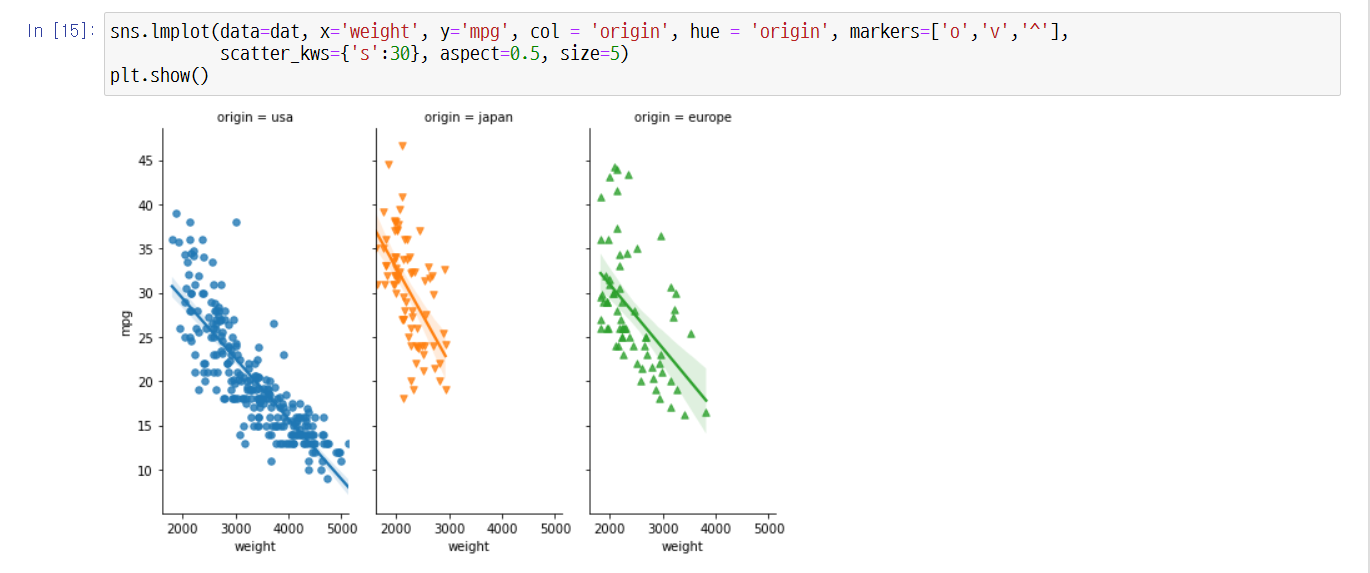 In [15]: sns.lmplot(data=dat, x='weight', y='mpg', col = 'origin', hue = 'origin', markers=['o','v','^'],
scatter_kws={'s':30}, aspect=0.5, size=5)
plt.show()
origin = usa origin = japan origin = europe
45
40
35
30
25
20
15
10
mpg
2000 3000 4000 5000 2000 3000 4000 5000 2000 3000 4000 5000
weight weight weight